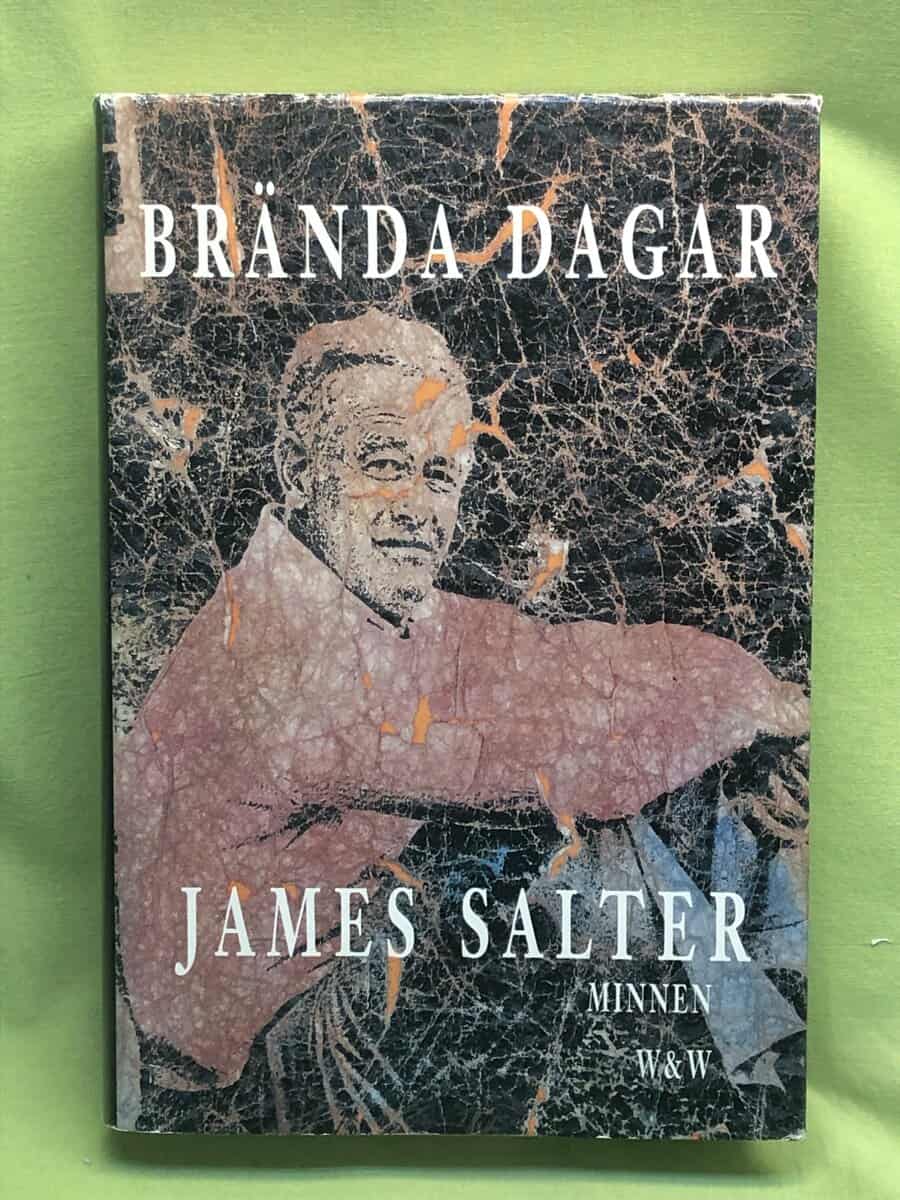 BRÄNDA DAGAR
JAMES SALTER
MINNEN
W&W